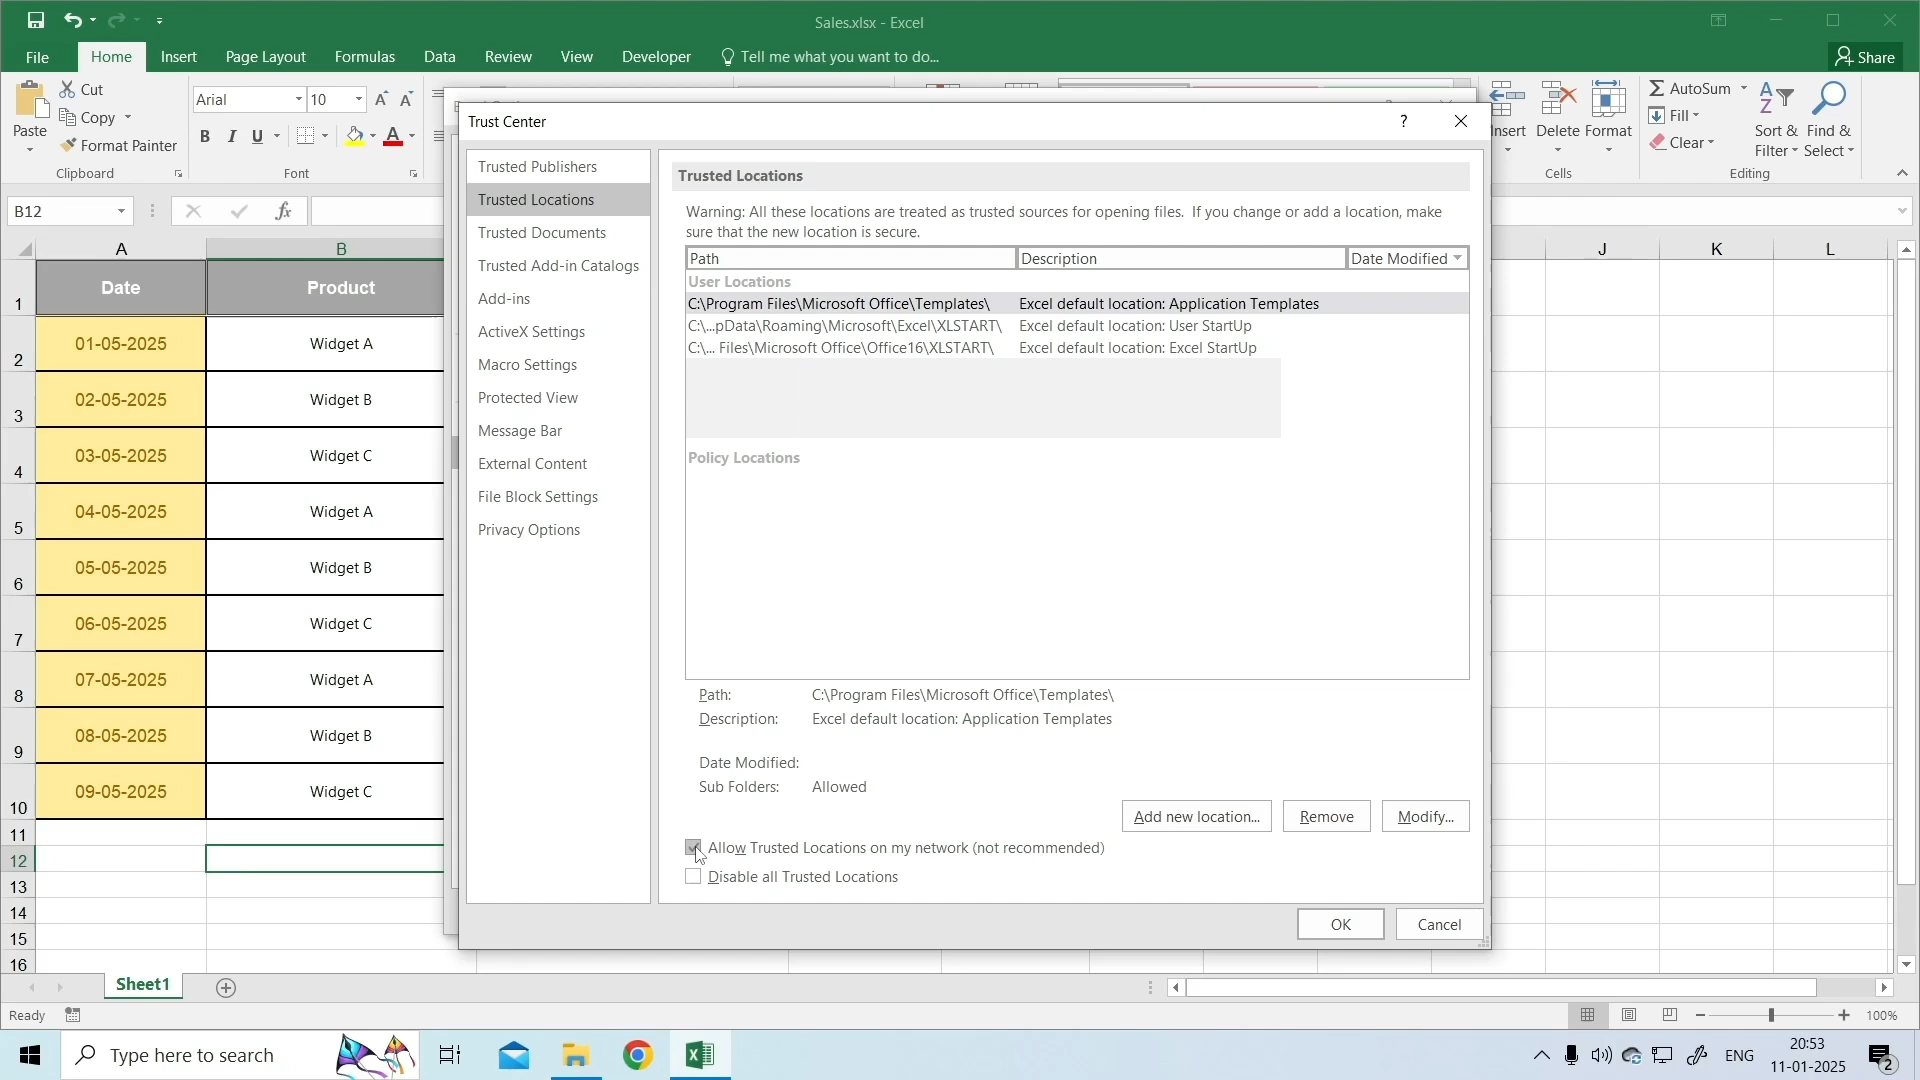 Sales.xlsx - Excel
File
Home
Insert
Page Layout
Formulas
Data
Review
View
Developer
Tell me what you want to do...
Share
Paste
Cut
Copy
Format Painter
Clipboard
Arial
10
A A
B I U
A
Font
Insert
Delete
Format
Cells
AutoSum
Fill
Clear
Sort &
Filter
Find &
Select
Editing
B12
fx
A
B
J
K
L
1
Date
Product
2
01-05-2025
Widget A
3
02-05-2025
Widget B
4
03-05-2025
Widget C
5
04-05-2025
Widget A
6
05-05-2025
Widget B
7
06-05-2025
Widget C
8
07-05-2025
Widget A
9
08-05-2025
Widget B
10
09-05-2025
Widget C
11
12
13
14
15
16
Trust Center
?
Trusted Publishers
Trusted Locations
Trusted Documents
Trusted Add-in Catalogs
Add-ins
ActiveX Settings
Macro Settings
Protected View
Message Bar
External Content
File Block Settings
Privacy Options
Trusted Locations
Warning: All these locations are treated as trusted sources for opening files. If you change or add a location, make
sure that the new location is secure.
Path
Description
Date Modified
User Locations
C:\Program Files\Microsoft Office\Templates\ Excel default location: Application Templates
C:\...pData\Roaming\Microsoft\Excel\XLSTART\ Excel default location: User StartUp
C:\... Files\Microsoft Office\Office16\XLSTART\ Excel default location: Excel StartUp
Policy Locations
Path: C:\Program Files\Microsoft Office\Templates\
Description: Excel default location: Application Templates
Date Modified:
Sub Folders: Allowed
Add new location...
Remove
Modify...
Allow Trusted Locations on my network (not recommended)
Disable all Trusted Locations
OK
Cancel
Sheet1
Ready
100%
Type here to search
ENG
20:53
11-01-2025
2